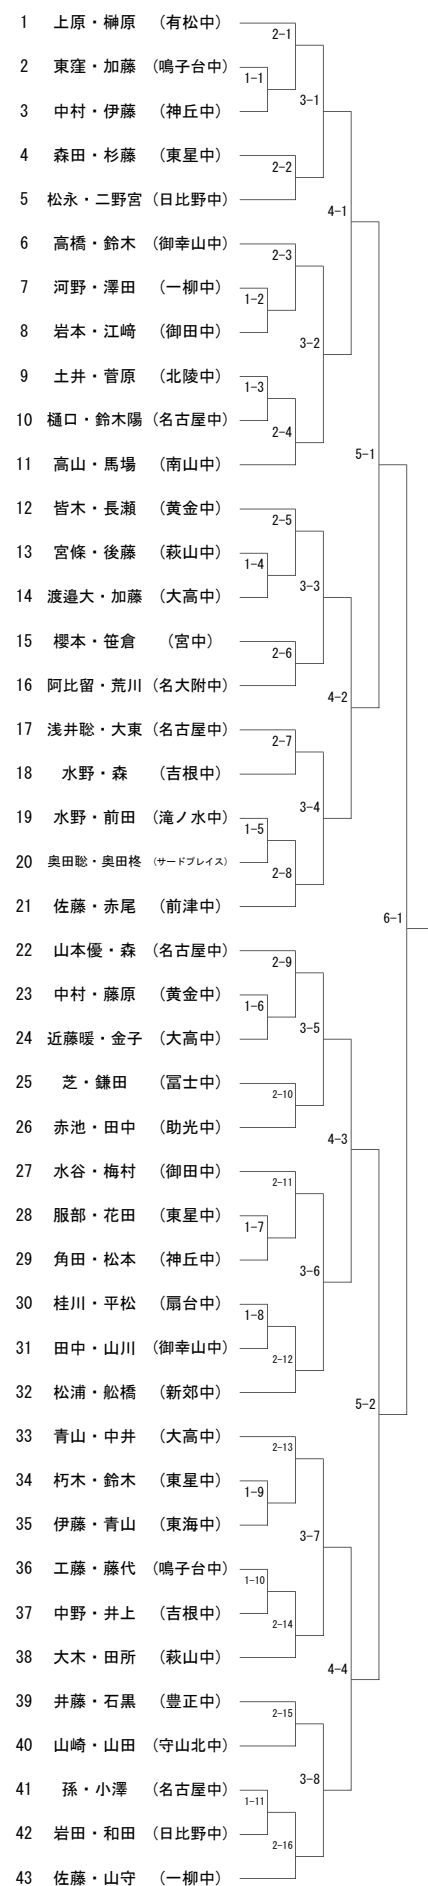 1 上原・榊原 （有松中）
2-1
2 東窪・加藤 （鳴子台中）
1-1
3-1
3 中村・伊藤 （神丘中）
4 森田・杉藤 （東星中）
2-2
5 松永・二野宮 （日比野中）
4-1
6 高橋・鈴木 （御幸山中）
2-3
7 河野・澤田 （一柳中）
1-2
8 岩本・江﨑 （御田中）
3-2
9 土井・菅原 （北陵中）
1-3
10 樋口・鈴木陽 （名古屋中）
2-4
5-1
11 高山・馬場 （南山中）
12 皆木・長瀬 （黄金中）
2-5
13 宮條・後藤 （萩山中）
1-4
3-3
14 渡邉大・加藤 （大高中）
15 櫻本・笹倉 （宮中）
2-6
16 阿比留・荒川 （名大附中）
4-2
17 浅井聡・大東 （名古屋中）
2-7
18 水野・森 （吉根中）
3-4
19 水野・前田 （滝ノ水中）
1-5
20 奥田聡・奥田柊 （サードプレイス）
2-8
21 佐藤・赤尾 （前津中）
6-1
22 山本優・森 （名古屋中）
2-9
23 中村・藤原 （黄金中）
1-6
3-5
24 近藤暖・金子 （大高中）
25 芝・鎌田 （冨士中）
2-10
26 赤池・田中 （助光中）
4-3
27 水谷・梅村 （御田中）
2-11
28 服部・花田 （東星中）
1-7
29 角田・松本 （神丘中）
3-6
30 桂川・平松 （扇台中）
1-8
31 田中・山川 （御幸山中）
2-12
32 松浦・舩橋 （新郊中）
5-2
33 青山・中井 （大高中）
2-13
34 朽木・鈴木 （東星中）
1-9
35 伊藤・青山 （東海中）
3-7
36 工藤・藤代 （鳴子台中）
1-10
37 中野・井上 （吉根中）
2-14
38 大木・田所 （萩山中）
4-4
39 井藤・石黒 （豊正中）
2-15
40 山崎・山田 （守山北中）
3-8
41 孫・小澤 （名古屋中）
1-11
42 岩田・和田 （日比野中）
2-16
43 佐藤・山守 （一柳中）